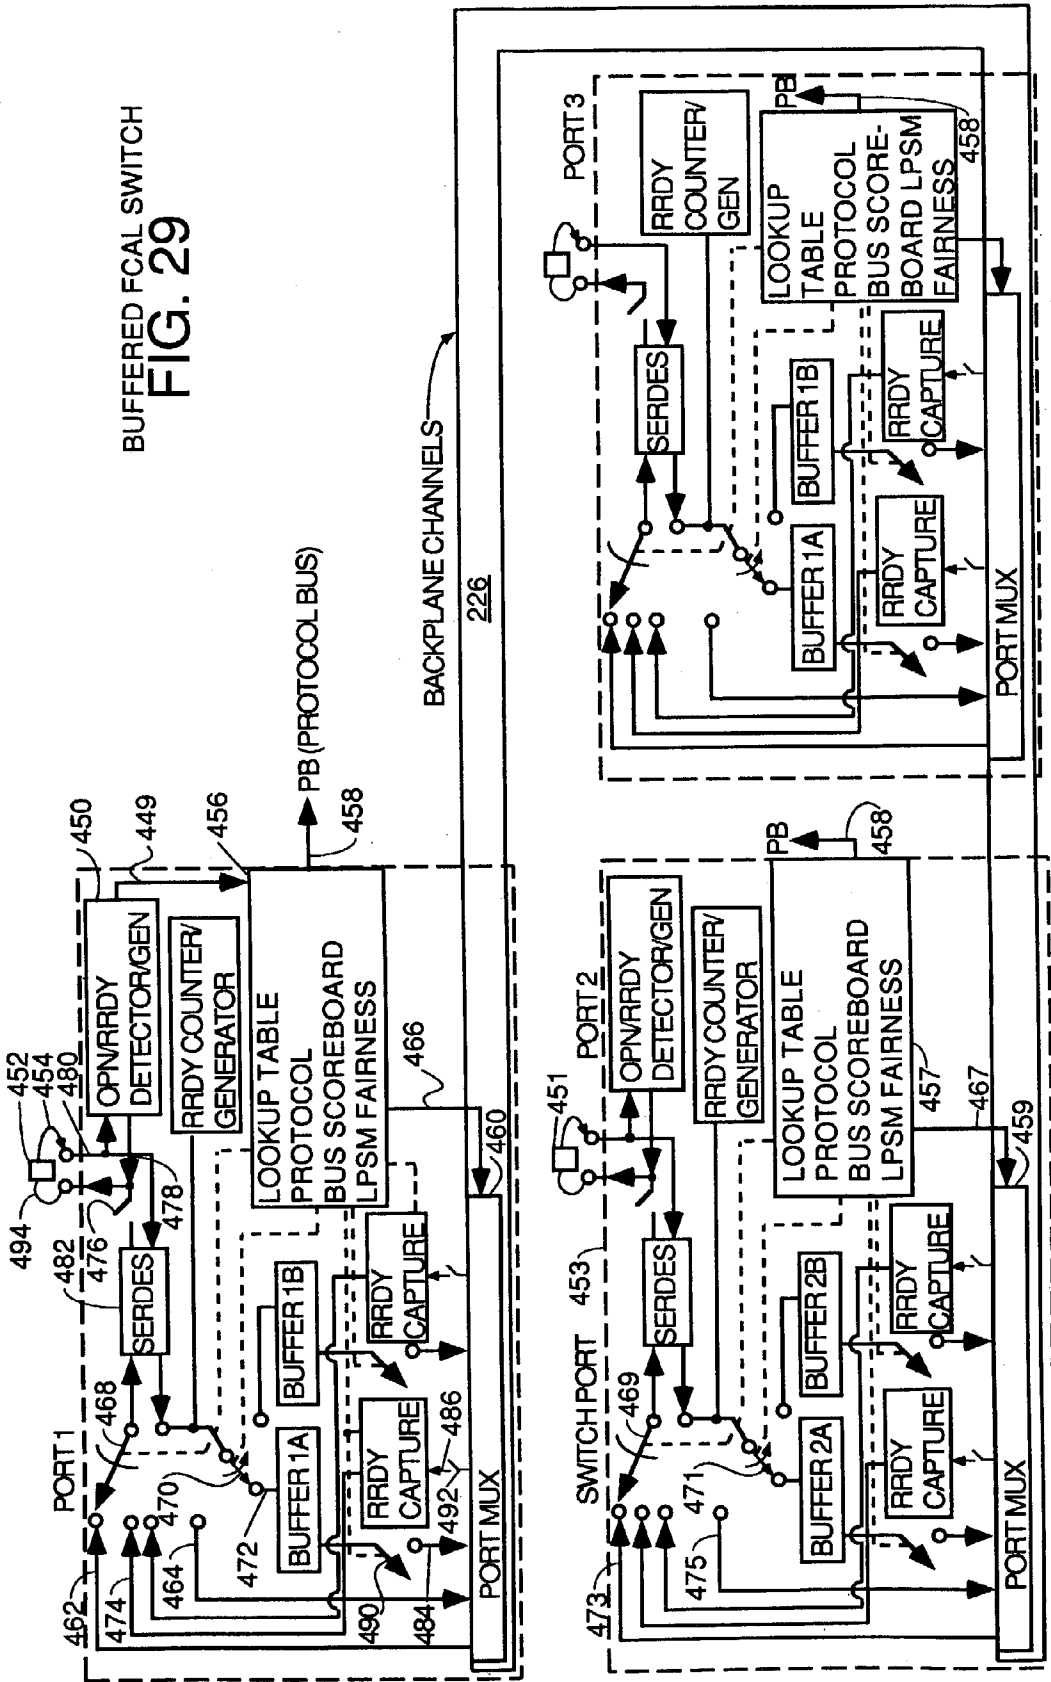 BUFFERED FCAL SWITCH
FIG. 29
PORT 1
494
452
454
480
450
449
456
482
476
478
OPN/RRDY
DETECTOR/GEN
SERDES
RRDY COUNTER/
GENERATOR
468
462
474
464
470
472
LOOKUP TABLE
PROTOCOL
BUS SCOREBOARD
LPSM FAIRNESS
PB (PROTOCOL BUS)
458
BUFFER 1A
BUFFER 1B
RRDY
CAPTURE
RRDY
CAPTURE
466
486
492
490
484
460
PORT MUX
BACKPLANE CHANNELS
226
SWITCH PORT
453
PORT 2
451
OPN/RRDY
DETECTOR/GEN
SERDES
RRDY COUNTER/
GENERATOR
469
473
475
471
LOOKUP TABLE
PROTOCOL
BUS SCOREBOARD
LPSM FAIRNESS
PB
458
BUFFER 2A
BUFFER 2B
RRDY
CAPTURE
RRDY
CAPTURE
457
467
459
PORT MUX
PORT 3
SERDES
RRDY
COUNTER/
GEN
LOOKUP
TABLE
PROTOCOL
BUS SCORE-
BOARD LPSM
FAIRNESS
PB
458
BUFFER 1A
BUFFER 1B
RRDY
CAPTURE
RRDY
CAPTURE
PORT MUX